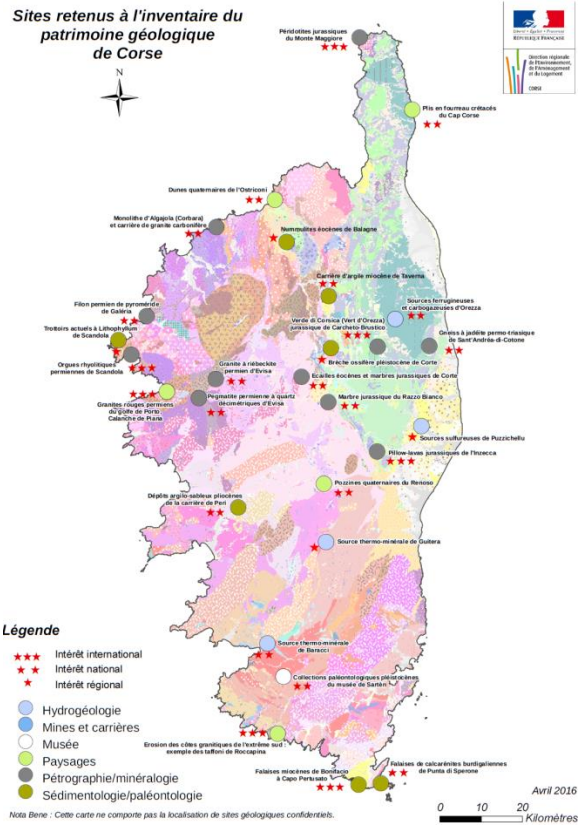 Sites retenus à l'inventaire du
patrimoine géologique
de Corse
N
Liberté • Égalité • Fraternité
RÉPUBLIQUE FRANÇAISE
Direction régionale
de l'Environnement,
de l'Aménagement
et du Logement
CORSE
Péridotites jurassiques
du Monte Maggiore
Plis en fourreau crétacés
du Cap Corse
Dunes quaternaires de l'Ostriconi
Monolithe d'Algajola (Corbara)
et carrière de granite carbonifère
Nummulites éocènes de Balagne
Carrière d'argile miocène de Taverna
Sources ferrugineuses
et carbogazeuses d'Orezza
Filon permien de pyroméride
de Galéria
Verde di Corsica (Vert d'Orezza)
jurassique de Carcheto-Brustico
Trottoirs actuels à Lithophyllum
de Scandola
Gneiss à jadéite permo-triasique
de Sant'Andréa-di-Cotone
Brèche ossifère pléistocène de Corte
Orgues rhyolitiques
permiennes de Scandola
Granite à riébeckite
permien d'Evisa
Ecailles éocènes et marbres jurassiques de Corte
Granites rouges permiens
du golfe de Porto
Calanche de Piana
Pegmatite permienne à quartz
décimétriques d'Evisa
Marbre jurassique du Razzo Bianco
Sources sulfureuses de Puzzichellu
Pillow-lavas jurassiques de l'Inzecca
Pozzines quaternaires du Renoso
Dépôts argilo-sableux pliocènes
de la carrière de Peri
Source thermo-minérale de Guitera
Source thermo-minérale
de Baracci
Collections paléontologiques pléistocènes
du musée de Sartèn
Erosion des côtes granitiques de l'extrême sud :
exemple des taffoni de Roccapina
Falaises miocènes de Bonifacio
à Capo Pertusato
Falaises de calcarénites burdigaliennes
de Punta di Sperone
Légende
Intérêt international
Intérêt national
Intérêt régional
Hydrogéologie
Mines et carrières
Musée
Paysages
Pétrographie/minéralogie
Sédimentologie/paléontologie
Nota Bene : Cette carte ne comporte pas la localisation de sites géologiques confidentiels.
Avril 2016
0 10 20
Kilomètres